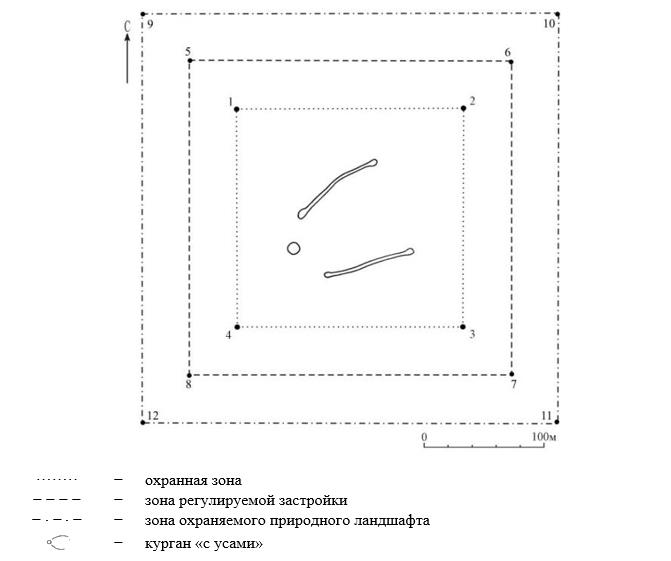 С
9
10
5
6
1
2
4
3
8
7
12
11
0
100м
– охранная зона
– зона регулируемой застройки
– зона охраняемого природного ландшафта
– курган «с усами»